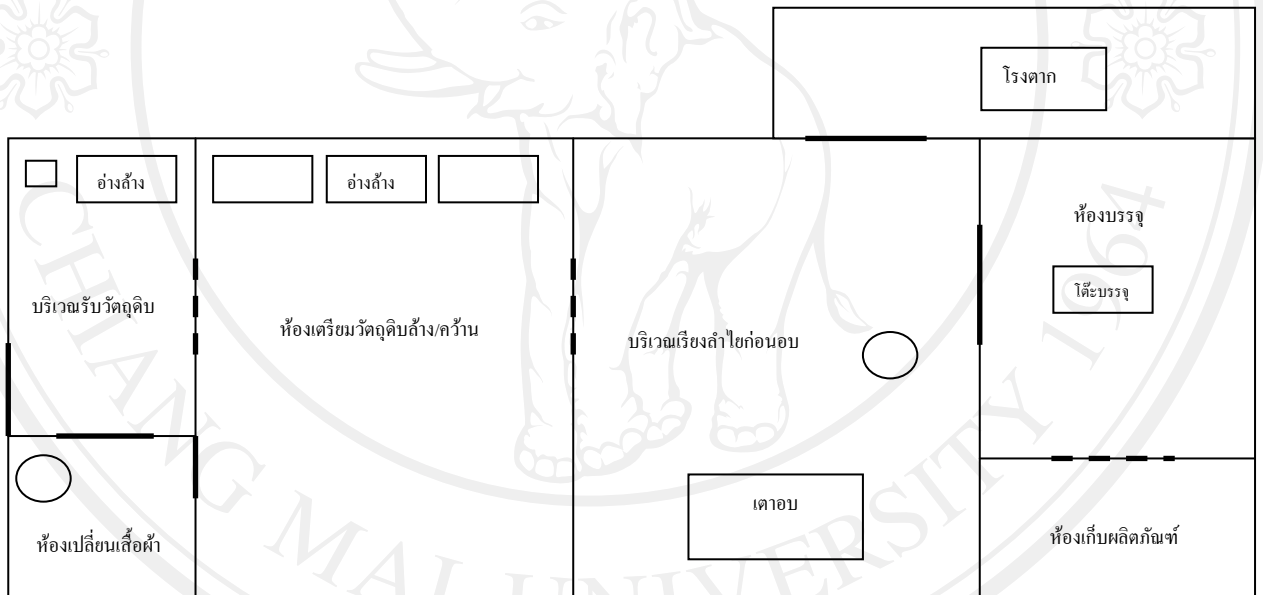 โรงตาก
อ่างล้าง
อ่างล้าง
ห้องบรรจุ
โต๊ะบรรจุ
บริเวณรับวัตถุดิบ
ห้องเตรียมวัตถุดิบล้าง/คว้าน
บริเวณเรียงลำไยก่อนอบ
เตาอบ
ห้องเปลี่ยนเสื้อผ้า
ห้องเก็บผลิตภัณฑ์
CHIANG MAI UNIVERSITY 1964